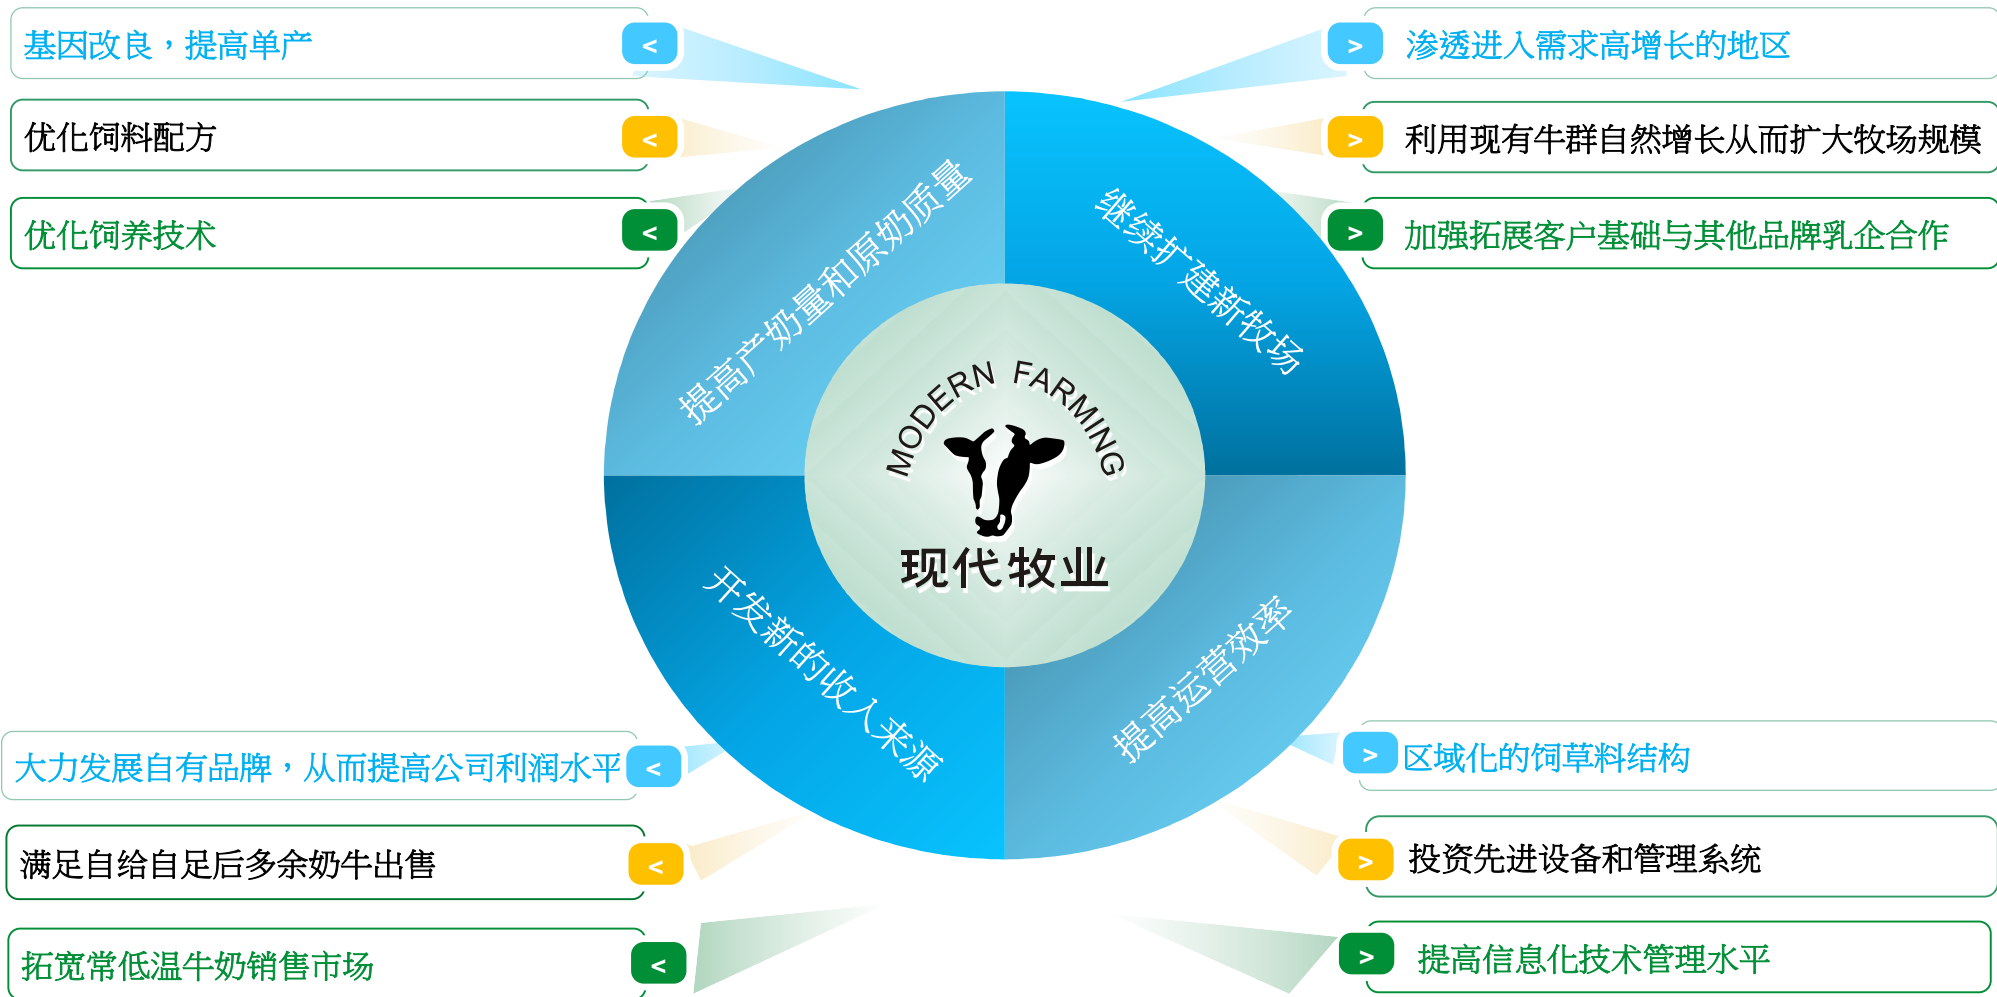 基因改良，提高单产
优化饲料配方
优化饲养技术
<
<
<
渗透进入需求高增长的地区
利用现有牛群自然增长从而扩大牧场规模
加强拓展客户基础与其他品牌乳企合作
>
>
>
提高产奶量和原奶质量
继续扩建新牧场
MODERN FARMING
现代牧业
开发新的收入来源
提高运营效率
大力发展自有品牌，从而提高公司利润水平
满足自给自足后多余奶牛出售
拓宽常低温牛奶销售市场
<
<
<
区域化的饲草料结构
投资先进设备和管理系统
提高信息化技术管理水平
>
>
>